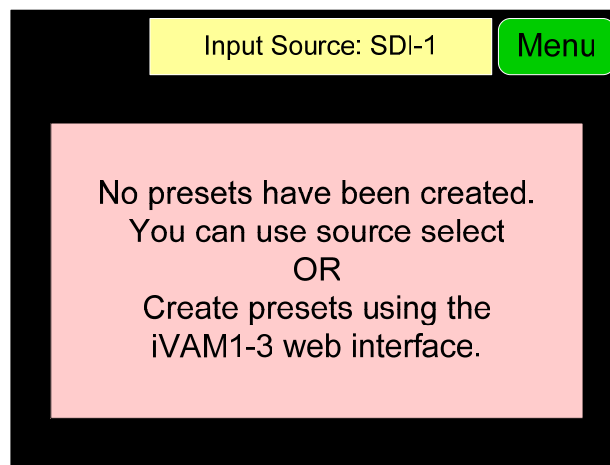 Input Source: SDI-1
Menu
No presets have been created.
You can use source select
OR
Create presets using the
iVAM1-3 web interface.